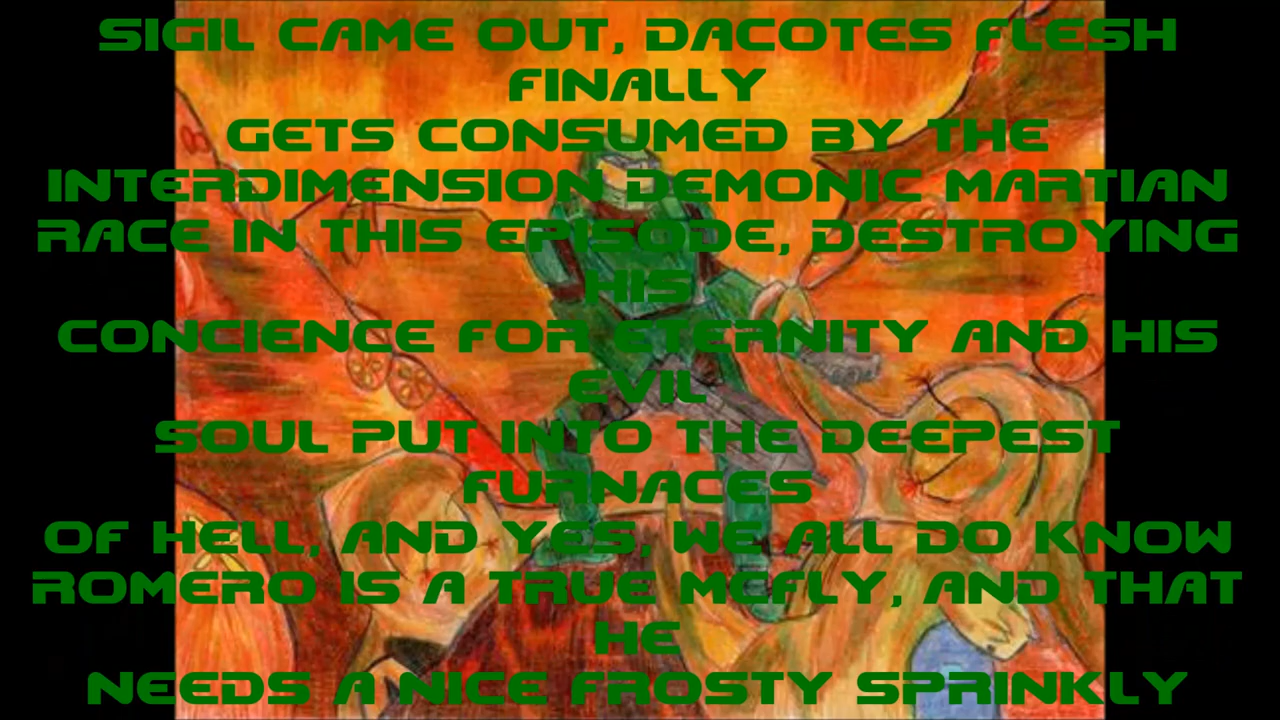 SIGIL CAME OUT, DACOTES FLESH
FINALLY
GETS CONSUMED BY THE
INTERDIMENSION DEMONIC MARTIAN
RACE IN THIS EPISODE, DESTROYING
HIS
CONCIENCE FOR ETERNITY AND HIS
EVIL
SOUL PUT INTO THE DEEPEST
FURNACES
OF HELL, AND YES, WE ALL DO KNOW
ROMERO IS A TRUE MCFLY, AND THAT
HE
NEEDS A NICE FROSTY SPRINKLY